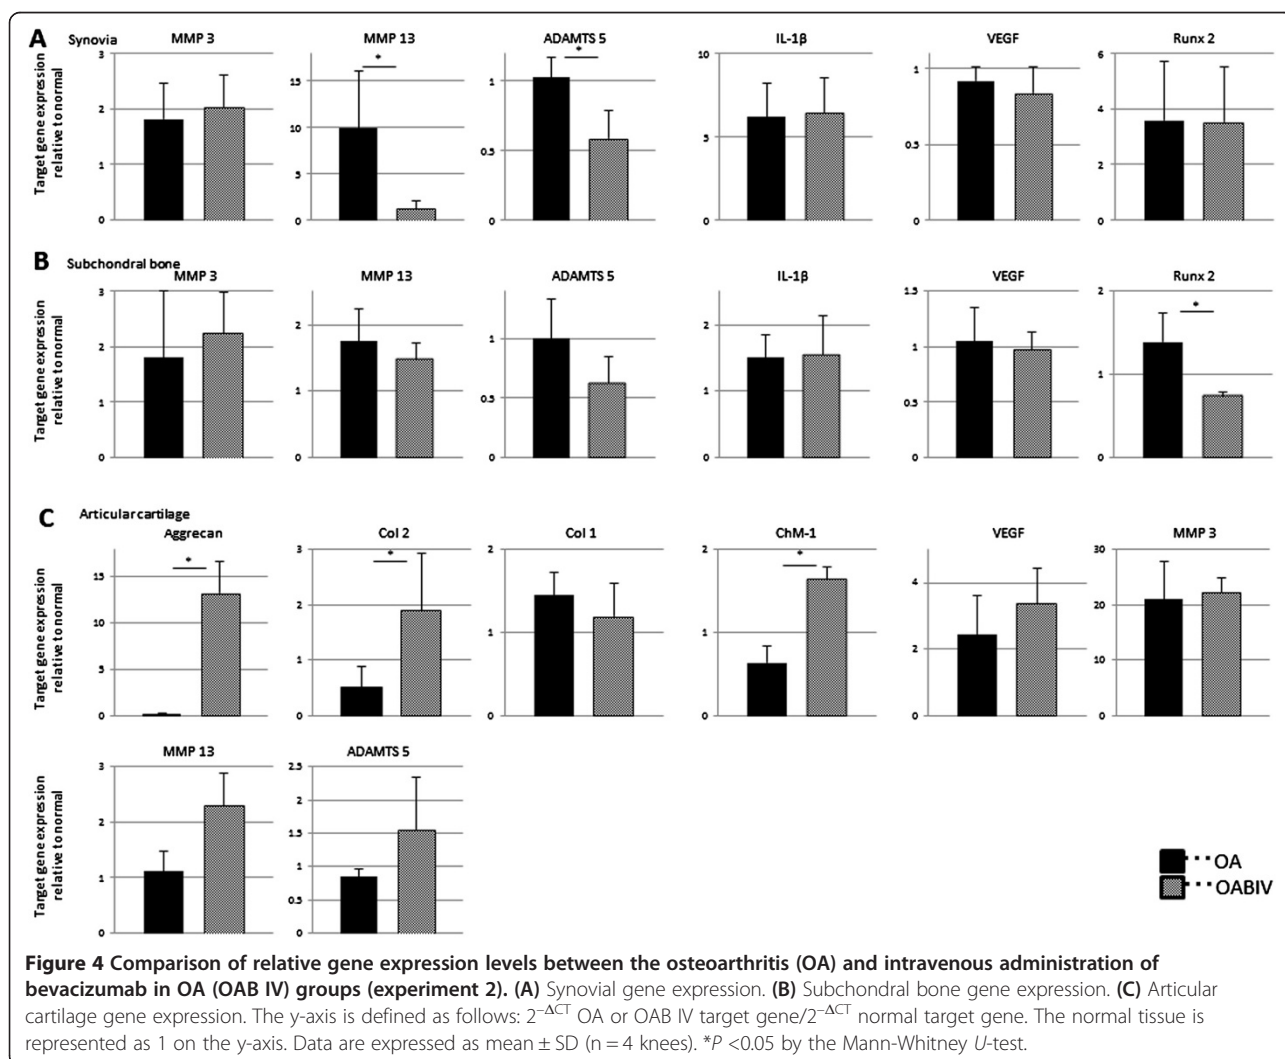 A Synovia
MMP 3 MMP 13 ADAMTS 5 IL-1β VEGF Runx 2
Target gene expression
relative to normal
3 2 1 0
15 10 5 0 *
1 0.5 0 *
10 5 0
1 0.5 0
6 4 2 0
B Subchondral bone
MMP 3 MMP 13 ADAMTS 5 IL-1β VEGF Runx 2
Target gene expression
relative to normal
3 2 1 0
2 1 0
1 0.5 0
2 1 0
1.5 1 0.5 0
2 1 0 *
C Articular cartilage
Aggrecan Col 2 Col 1 ChM-1 VEGF MMP 3
Target gene expression
relative to normal
15 10 5 0 *
3 2 1 0 *
2 1 0
2 1 0 *
4 2 0
30 20 10 0
MMP 13 ADAMTS 5
Target gene expression
relative to normal
3 2 1 0
2.5 2 1.5 1 0.5 0
···OA
···OABIV
Figure 4 Comparison of relative gene expression levels between the osteoarthritis (OA) and intravenous administration of
bevacizumab in OA (OAB IV) groups (experiment 2). (A) Synovial gene expression. (B) Subchondral bone gene expression. (C) Articular
cartilage gene expression. The y-axis is defined as follows: 2⁻ΔCT OA or OAB IV target gene/2⁻ΔCT normal target gene. The normal tissue is
represented as 1 on the y-axis. Data are expressed as mean ± SD (n = 4 knees). *P <0.05 by the Mann-Whitney U-test.